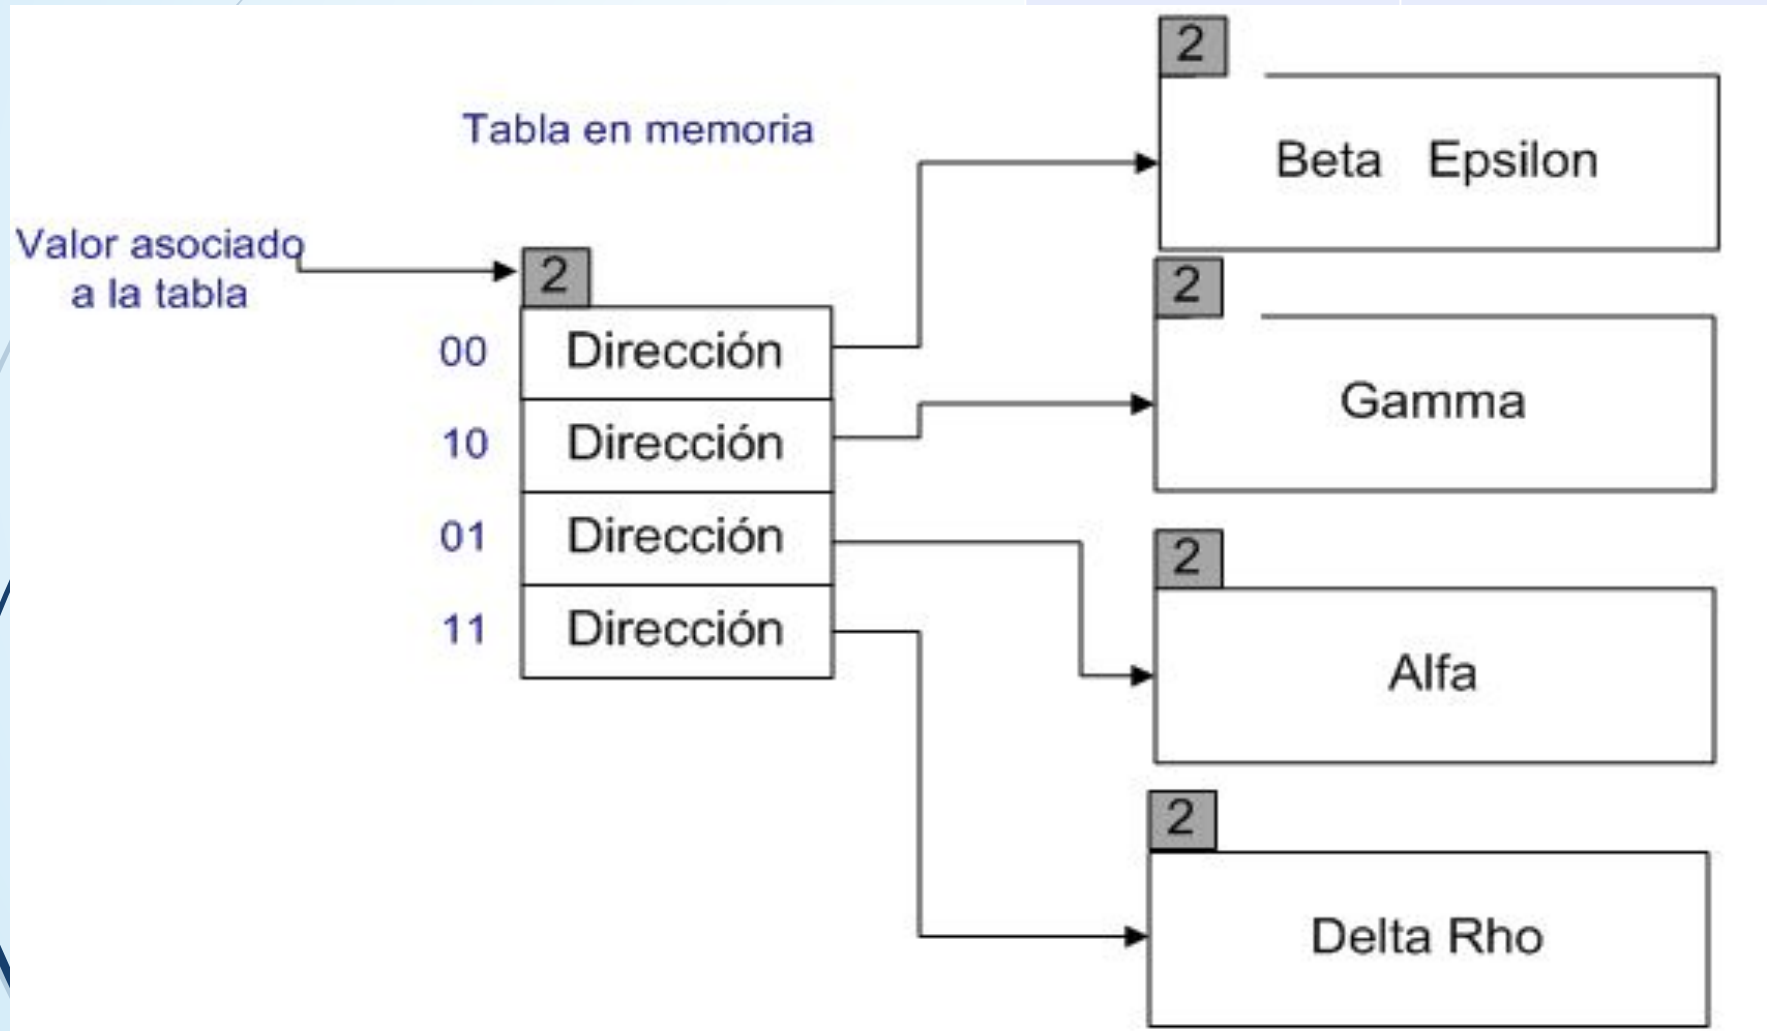 Tabla en memoria
Valor asociado
a la tabla
2
00 Dirección
10 Dirección
01 Dirección
11 Dirección
2
Beta Epsilon
2
Gamma
2
Alfa
2
Delta Rho